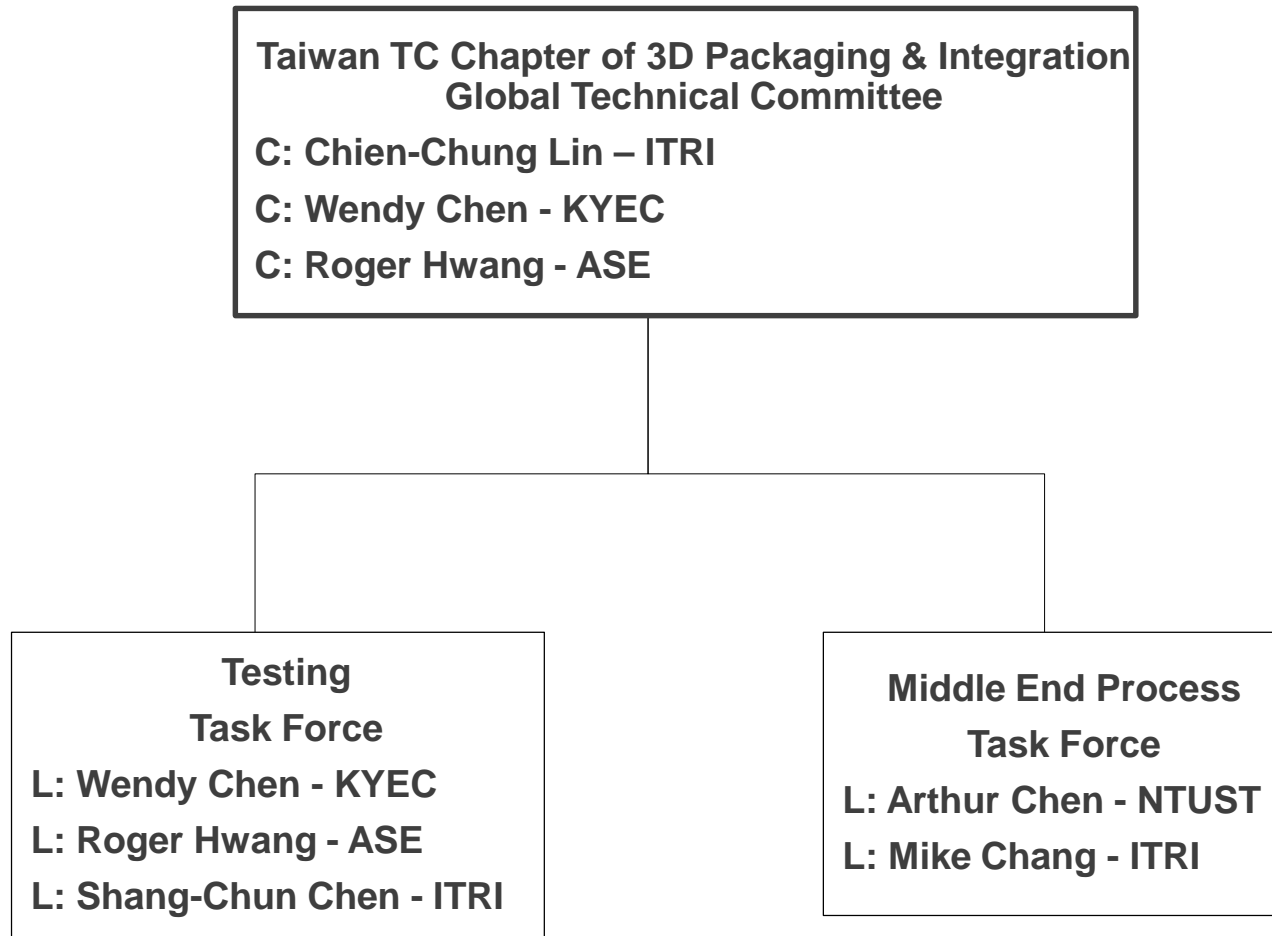 Taiwan TC Chapter of 3D Packaging & Integration
Global Technical Committee
C: Chien-Chung Lin – ITRI
C: Wendy Chen - KYEC
C: Roger Hwang - ASE
Testing
Task Force
L: Wendy Chen - KYEC
L: Roger Hwang - ASE
L: Shang-Chun Chen - ITRI
Middle End Process
Task Force
L: Arthur Chen - NTUST
L: Mike Chang - ITRI